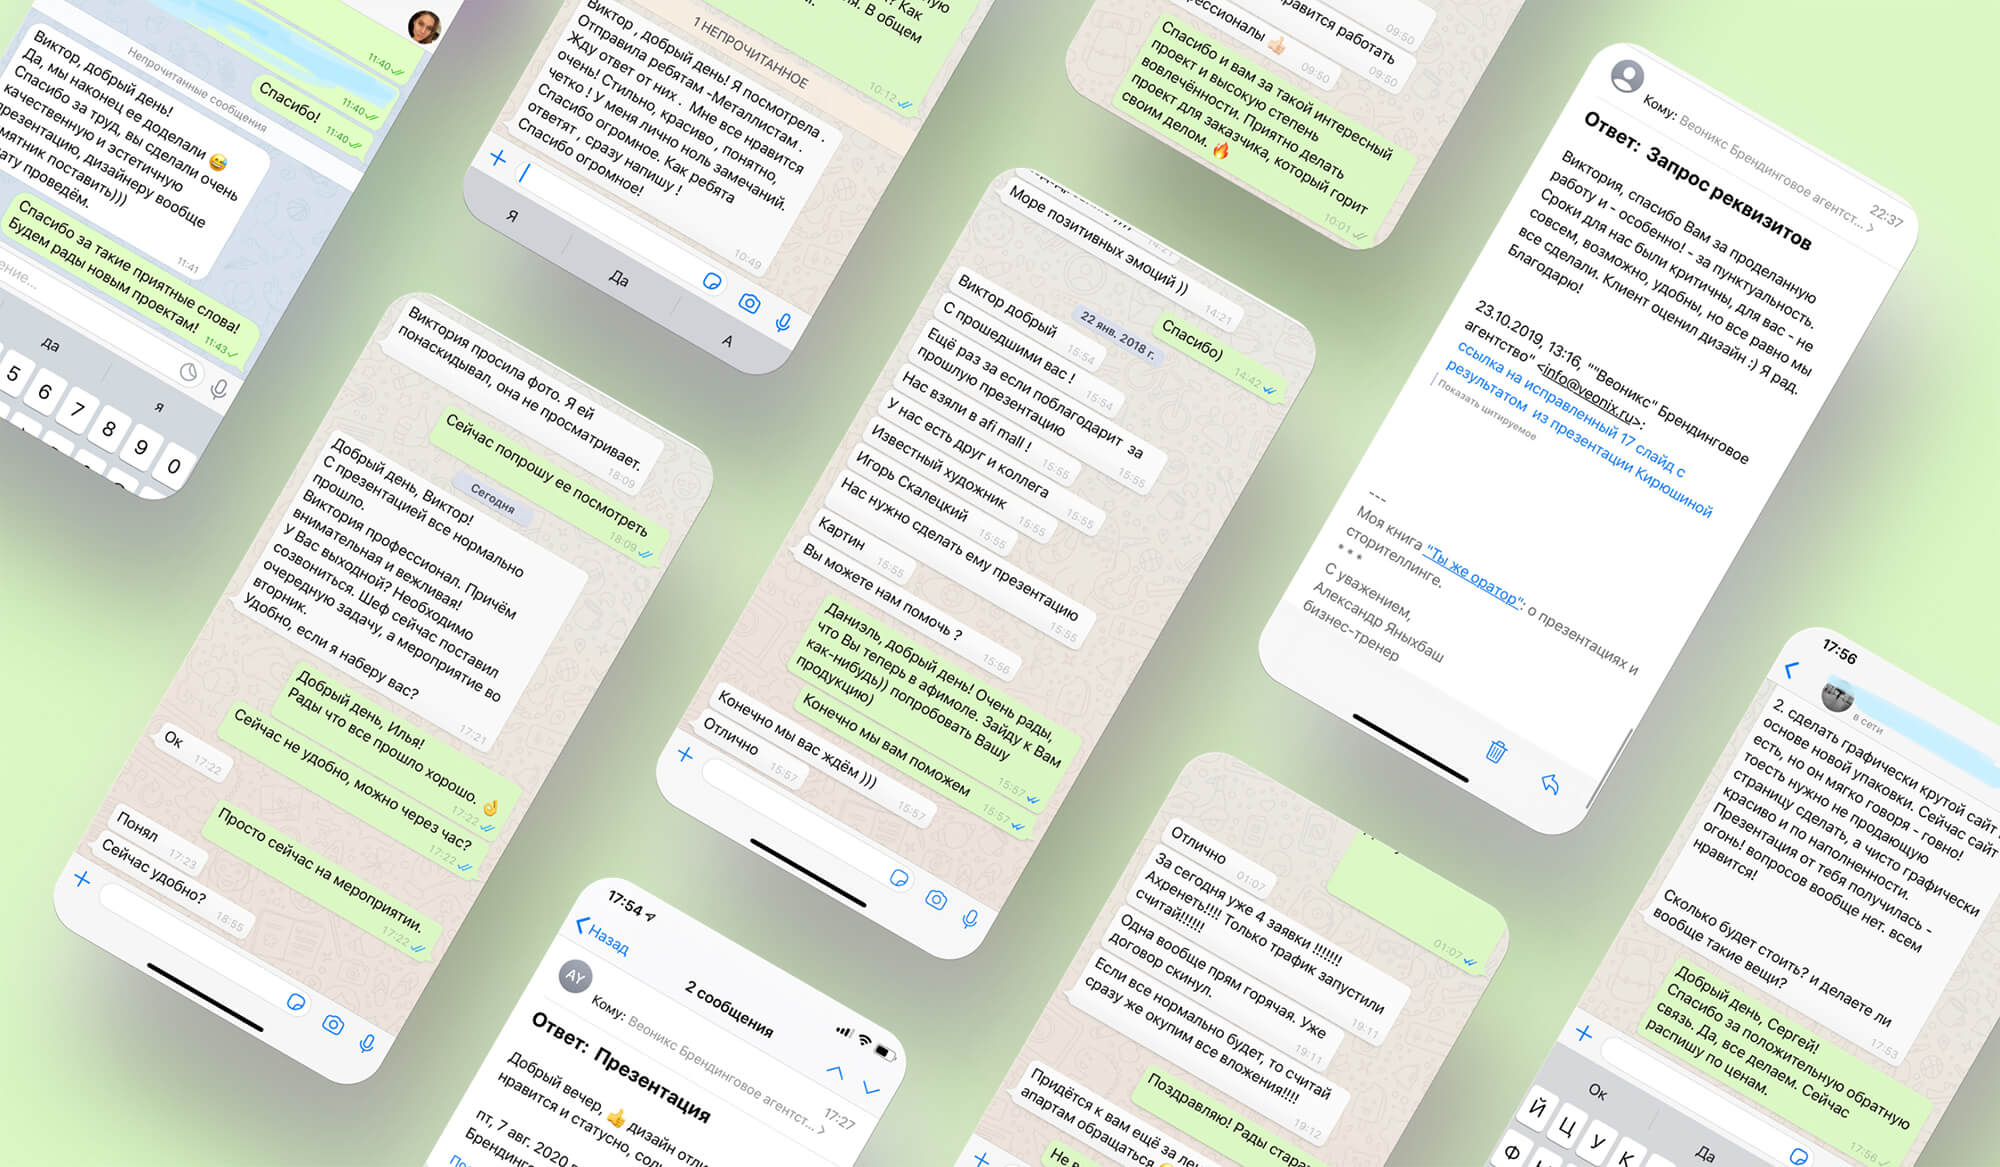 11:40
11:40
Спасибо!
11:40
Непрочитанные сообщения
Виктор, добрый день!
Да, мы наконец ее доделали 😅
Спасибо за труд, вы сделали очень
качественную и эстетичную
презентацию, дизайнеру вообще
поставить)))
проведём.
11:41
Спасибо за такие приятные слова!
Будем рады новым проектам!
11:43
да
я
5 6 7 8 9 0
В общем
10:12
1 НЕПРОЧИТАННОЕ
Виктор , добрый день! Я посмотрела .
Отправила ребятам -Металлистам .
Жду ответ от них . Мне все нравится
очень! Стильно, красиво , понятно,
четко ! У меня лично ноль замечаний.
Спасибо огромное. Как ребята
ответят , сразу напишу !
Спасибо огромное!
10:49
Я
Да
А
работать
09:50
👍🏻
09:50
09:50
Спасибо и вам за такой интересный
проект и высокую степень
вовлечённости. Приятно делать
проект для заказчика, который горит
своим делом. 🔥
10:01
Кому: Веоникс Брендинговое агентст...
22:37
Ответ: Запрос реквизитов
Виктория, спасибо Вам за проделанную
работу и - особенно! - за пунктуальность.
Сроки для нас были критичны, для вас - не
совсем, возможно, удобны, но все равно мы
все сделали. Клиент оценил дизайн :) Я рад.
Благодарю!
23.10.2019, 13:16, ""Веоникс" Брендинговое
агентство" <info@veonix.ru>:
ссылка на исправленный 17 слайд с
результатом из презентации Кирюшиной
Показать цитируемое
---
Моя книга "Ты же оратор": о презентациях и
сторителлинге.
* * *
С уважением,
Александр Яныхбаш
бизнес-тренер
Виктория просила фото. Я ей
понаскидывал, она не просматривает.
18:09
Сейчас попрошу ее посмотреть
18:09
Сегодня
Добрый день, Виктор!
С презентацией все нормально
прошло.
Виктория профессионал. Причём
внимательная и вежливая!
У Вас выходной? Необходимо
созвониться. Шеф сейчас поставил
очередную задачу, а мероприятие во
вторник.
Удобно, если я наберу вас?
17:21
Добрый день, Илья!
Рады что все прошло хорошо. 👌
17:22
Сейчас не удобно, можно через час?
17:22
Ок
17:22
Просто сейчас на мероприятии.
17:22
Понял
17:23
Сейчас удобно?
18:55
14:21
Море позитивных эмоций ))
14:21
Спасибо)
14:42
22 янв. 2018 г.
Виктор добрый
15:54
С прошедшими вас !
15:54
Ещё раз за если поблагодарит за
прошлую презентацию
15:55
Нас взяли в afi mall !
15:55
У нас есть друг и коллега
15:55
Известный художник
15:55
Игорь Скалецкий
15:55
Нас нужно сделать ему презентацию
15:55
Картин
15:55
Вы можете нам помочь ?
15:56
Даниэль, добрый день! Очень рады,
что Вы теперь в афимоле. Зайду к Вам
как-нибудь)) попробовать Вашу
продукцию)
15:57
Конечно мы вам поможем
15:57
Конечно мы вас ждём )))
15:57
Отлично
15:57
17:54
Назад
2 сообщения
AY
Кому: Веоникс Брендинговое агентст...
17:27
Ответ: Презентация
Добрый вечер, 👍 дизайн
нравится и статусно,
пт, 7 авг. 2020
01:07
Отлично
01:07
За сегодня уже 4 заявки !!!!!!!
Ахренеть!!!! Только трафик запустили
считай!!!!!!
19:11
Одна вообще прям горячая. Уже
договор скинул.
19:11
Если все нормально будет, то считай
сразу же окупим все вложения!!!!
19:12
Поздравляю! Рады
Придётся к вам ещё за
апартам обращаться
Не
17:56
в сети
2. сделать графически крутой сайт
основе новой упаковки. Сейчас сайт
есть, но он мягко говоря - говно!
тоесть нужно не продающую
страницу сделать, а чисто графически
красиво и по наполненности.
Презентация от тебя получилась -
огонь! вопросов вообще нет. всем
нравится!
Сколько будет стоить? и делаете ли
вообще такие вещи?
17:53
Добрый день, Сергей!
Спасибо за положительную обратную
связь. Да, все делаем. Сейчас
распишу по ценам.
17:56
Ок
Да
Й Ц У К
Ф